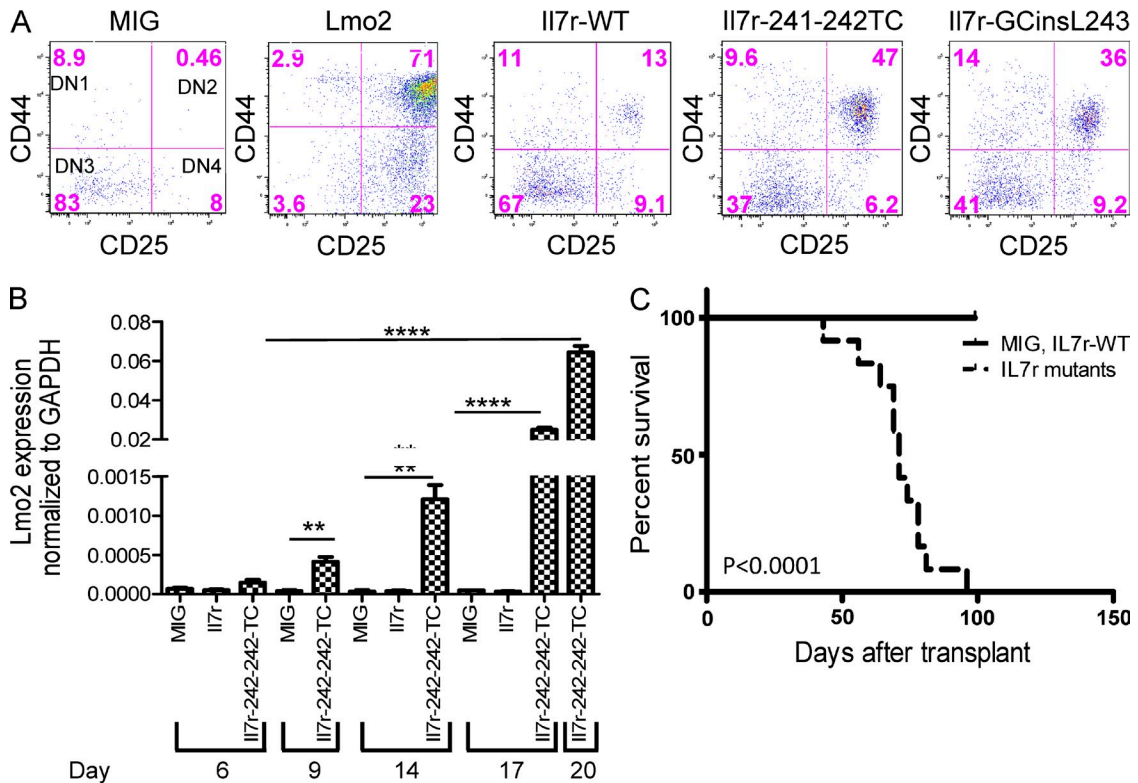 A
MIG
Lmo2
Il7r-WT
Il7r-241-242TC
Il7r-GCinsL243
8.9
0.46
DN1
DN2
DN3
DN4
83
8
CD44
CD25
2.9
71
3.6
23
CD44
CD25
11
13
67
9.1
CD44
CD25
9.6
47
37
6.2
CD44
CD25
14
36
41
9.2
CD44
CD25
B
Lmo2 expression
normalized to GAPDH
0.08
0.06
0.04
0.02
0.0015
0.0010
0.0005
0.0000
****
****
**
**
MIG
Il7r
Il7r-242-242-TC
MIG
Il7r-242-242-TC
MIG
Il7r
Il7r-242-242-TC
MIG
Il7r
Il7r-242-242-TC
Il7r-242-242-TC
Day 6 9 14 17 20
C
Percent survival
100
50
0
0 50 100 150
Days after transplant
MIG, IL7r-WT
IL7r mutants
P<0.0001